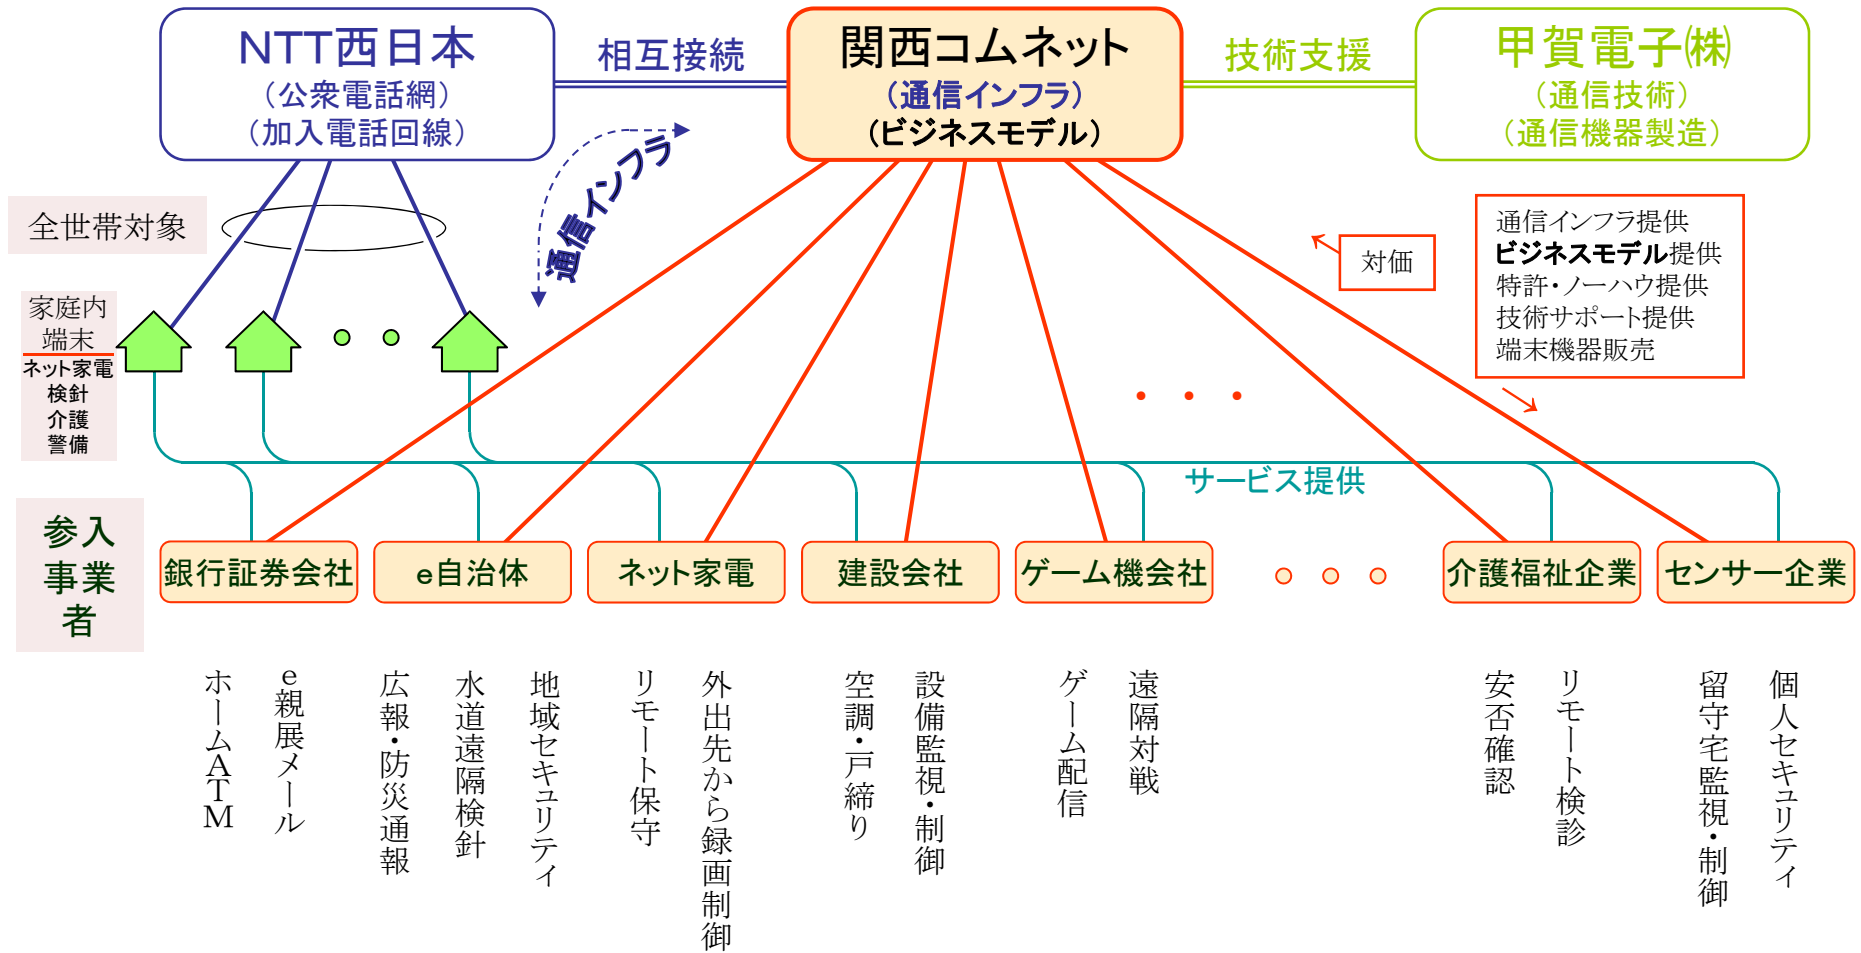 NTT西日本
(公衆電話網)
(加入電話回線)
相互接続
関西コムネット
(通信インフラ)
(ビジネスモデル)
技術支援
甲賀電子㈱
(通信技術)
(通信機器製造)
通信インフラ
全世帯対象
対価
通信インフラ提供
ビジネスモデル提供
特許・ノーハウ提供
技術サポート提供
端末機器販売
家庭内
端末
ネット家電
検針
介護
警備
・・・
サービス提供
参入
事業
者
銀行証券会社
e自治体
ネット家電
建設会社
ゲーム機会社
介護福祉企業
センサー企業
ホームATM
e親展メール
広報・防災通報
水道遠隔検針
地域セキュリティ
リモート保守
外出先から録画制御
空調・戸締り
設備監視・制御
ゲーム配信
遠隔対戦
安否確認
リモート検診
留守宅監視・制御
個人セキュリティ